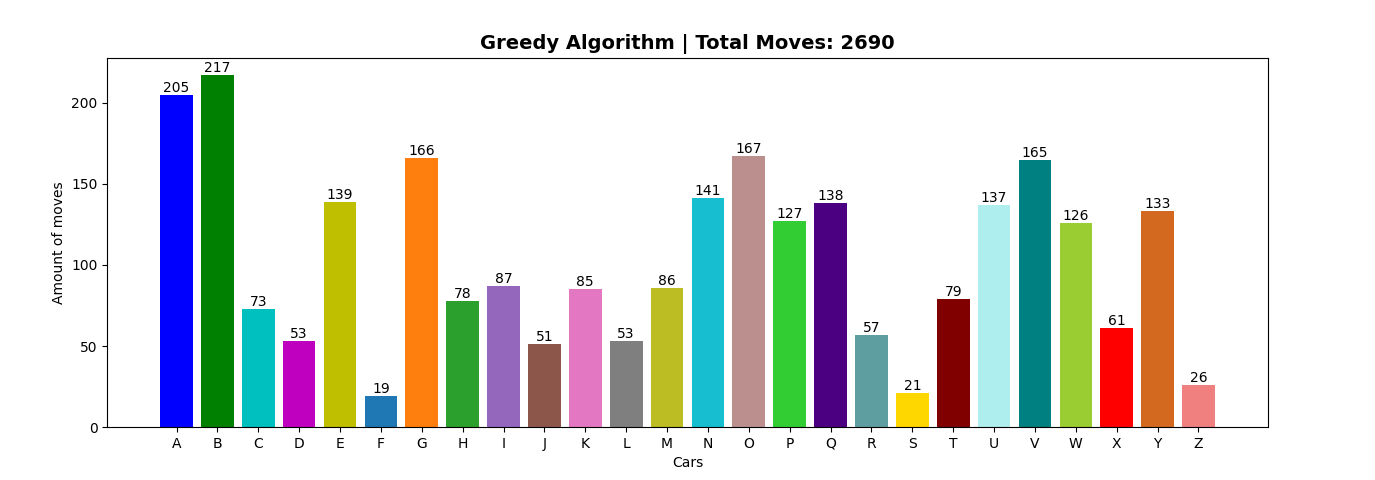 Greedy Algorithm | Total Moves: 2690
Amount of moves
200
150
100
50
0
205 217 73 53 139 19 166 78 87 51 85 53 86 141 167 127 138 57 21 79 137 165 126 61 133 26
A B C D E F G H I J K L M N O P Q R S T U V W X Y Z
Cars